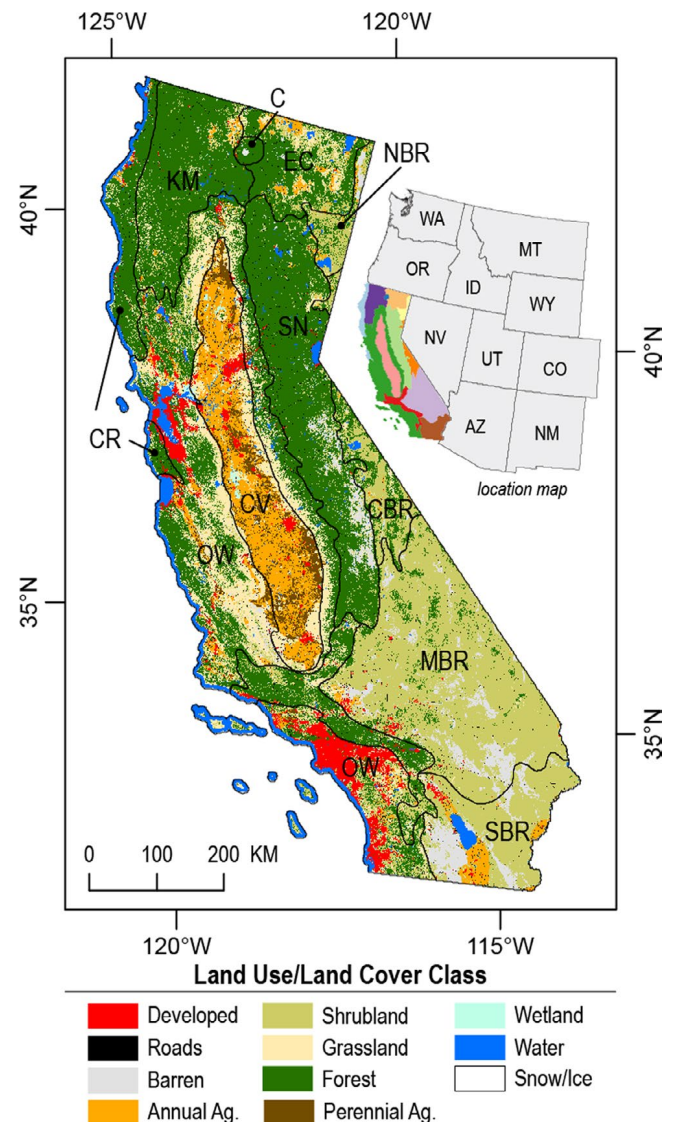 125°W 120°W
C
EC
NBR
KM
40°N
WA
MT
OR
ID
WY
SN
NV
UT
CO
40°N
CR
AZ
NM
location map
CV
CBR
OW
35°N
MBR
35°N
OW
SBR
0 100 200 KM
120°W 115°W
Land Use/Land Cover Class
Developed Shrubland Wetland
Roads Grassland Water
Barren Forest Snow/Ice
Annual Ag. Perennial Ag.